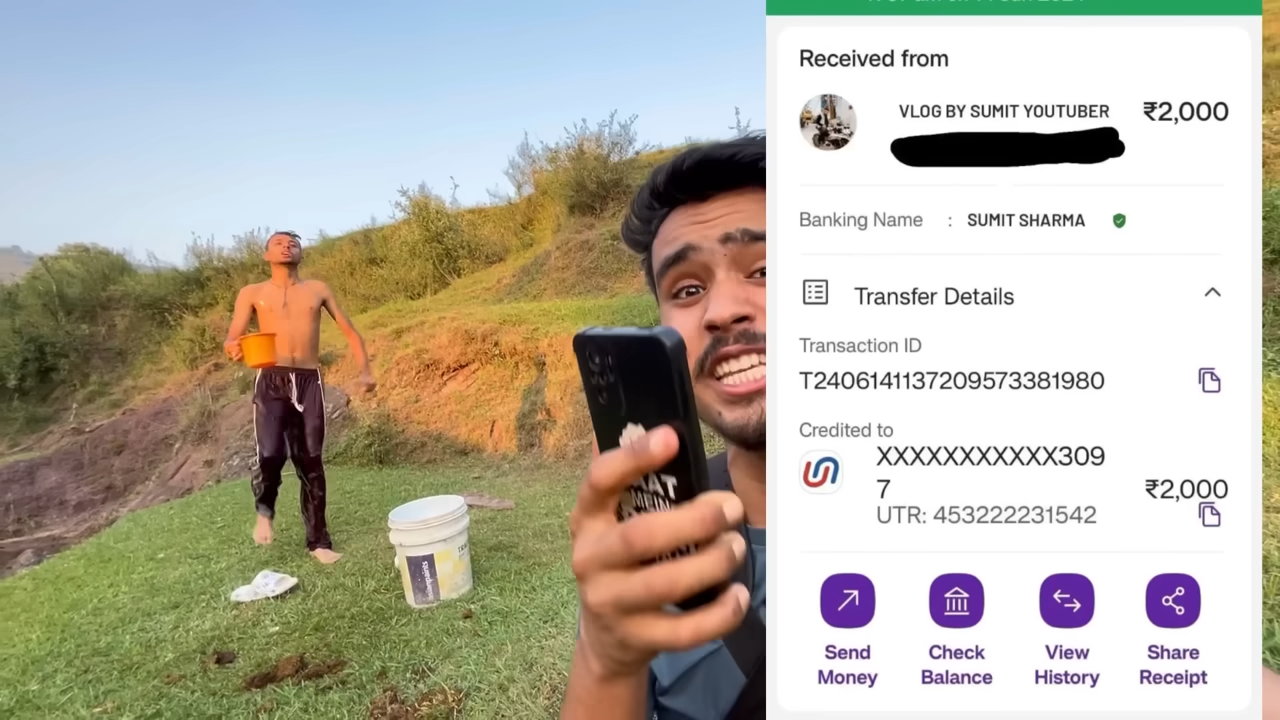 Received from
VLOG BY SUMIT YOUTUBER ₹2,000
Banking Name : SUMIT SHARMA
Transfer Details
Transaction ID
T2406141137209573381980
Credited to
XXXXXXXXXXX309
7 ₹2,000
UTR: 453222231542
Send Money
Check Balance
View History
Share Receipt
MEIN